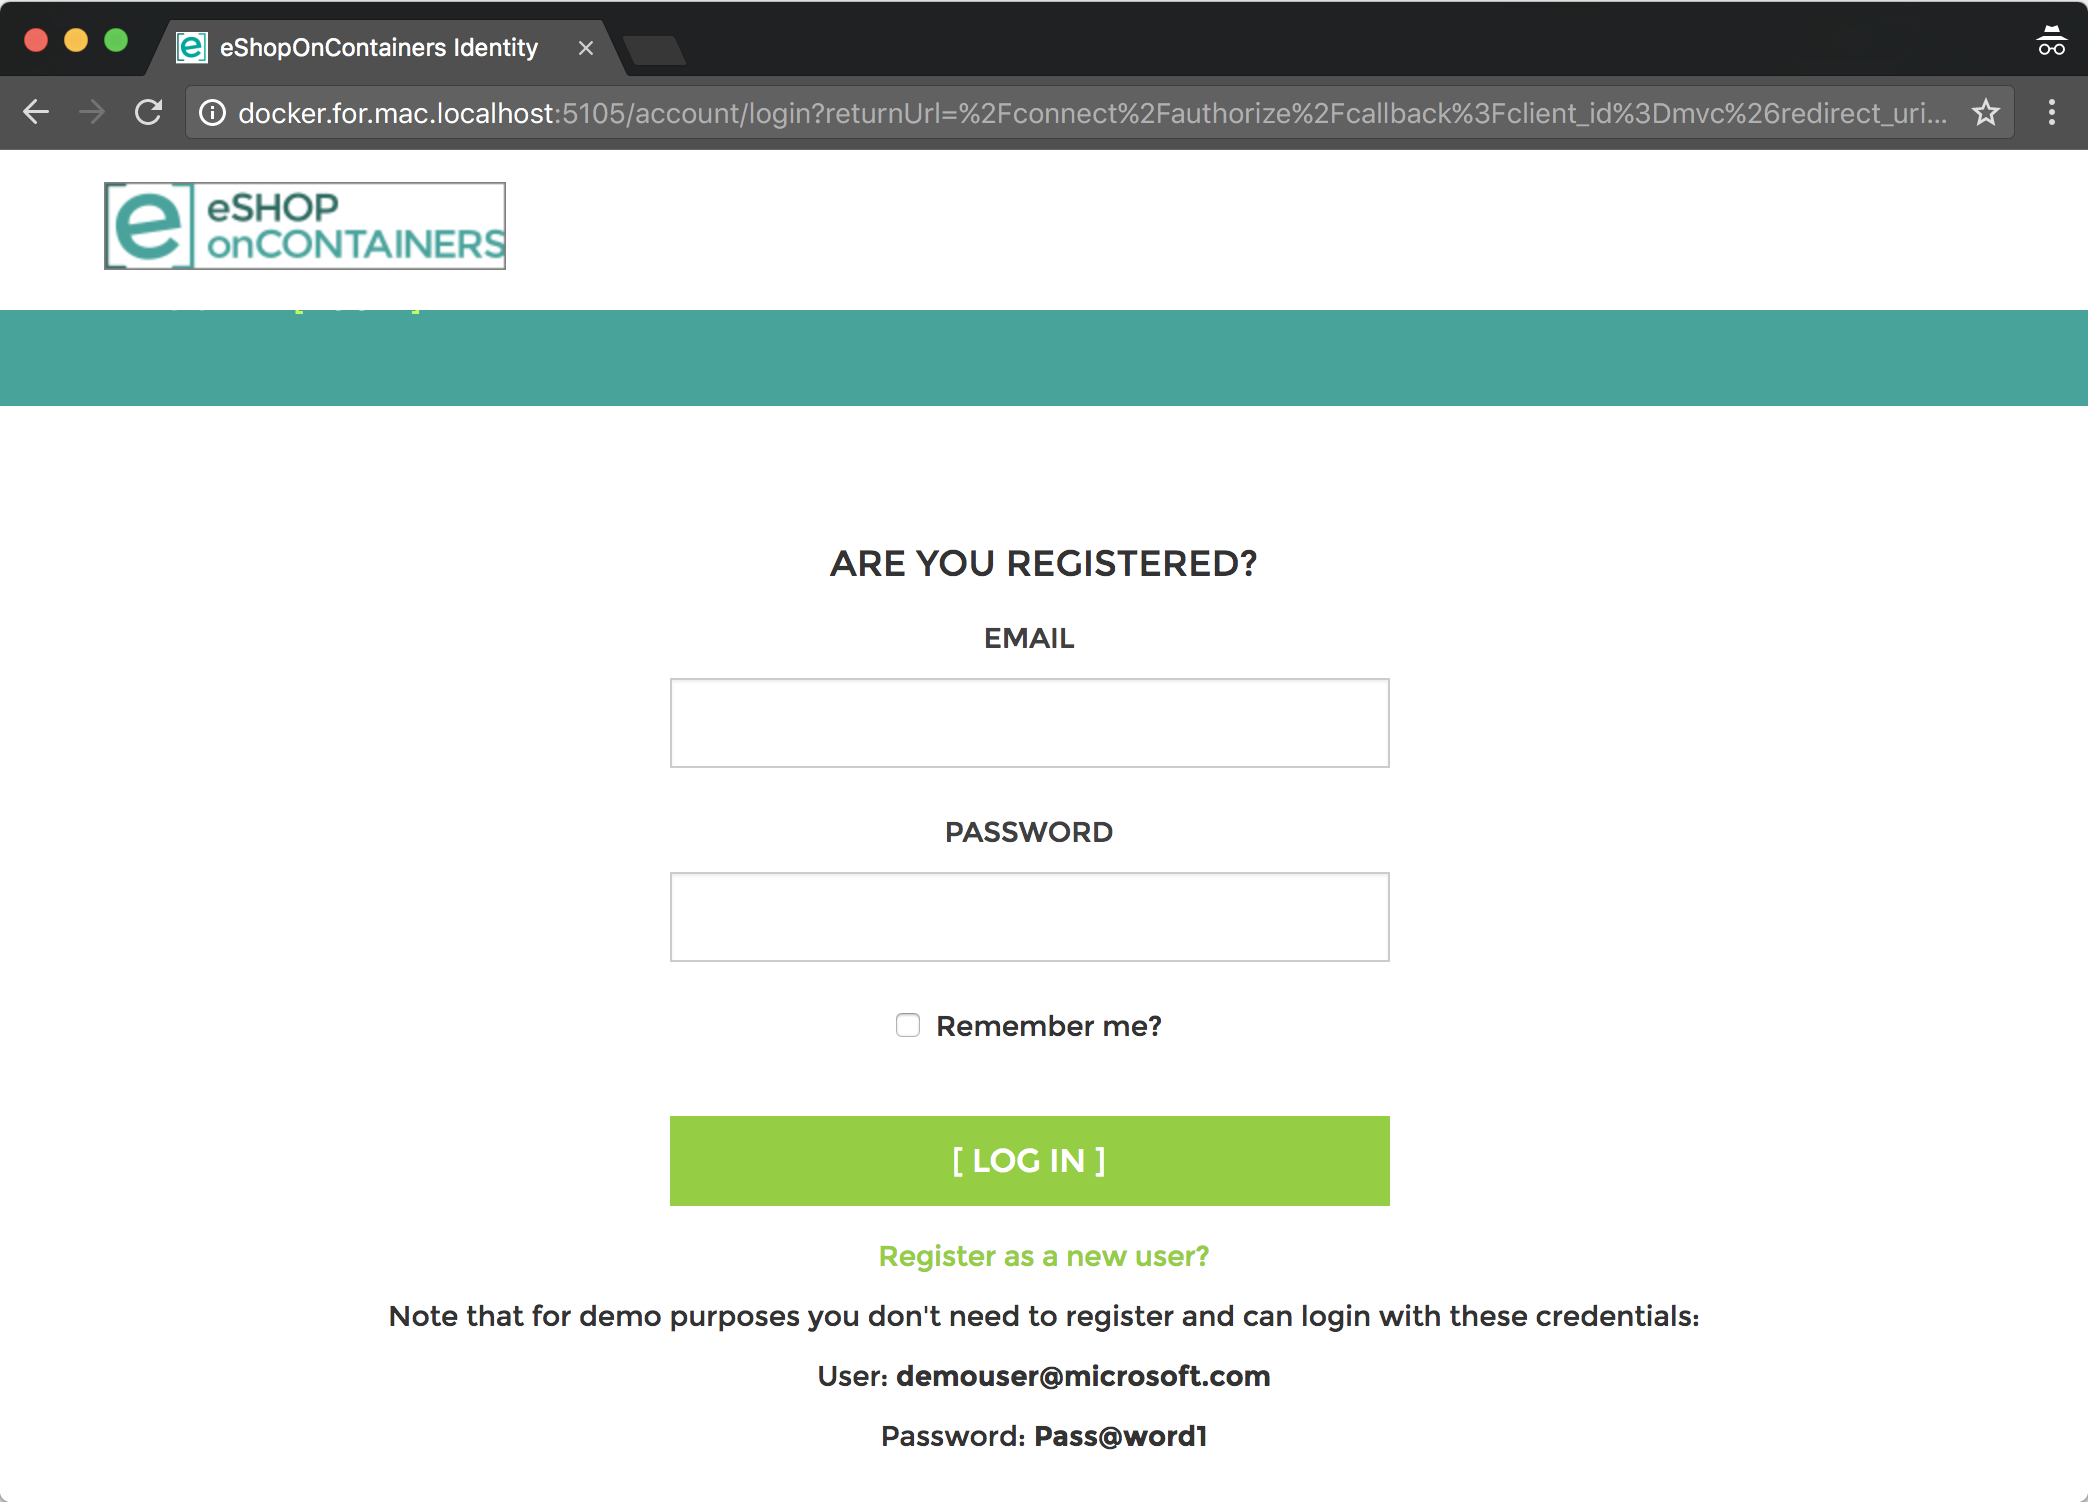 eShopOnContainers Identity
docker.for.mac.localhost:5105/account/login?returnUrl=%2Fconnect%2Fauthorize%2Fcallback%3Fclient_id%3Dmvc%26redirect_uri...
e eSHOP
onCONTAINERS
ARE YOU REGISTERED?
EMAIL
PASSWORD
Remember me?
[ LOG IN ]
Register as a new user?
Note that for demo purposes you don't need to register and can login with these credentials:
User: demouser@microsoft.com
Password: Pass@word1